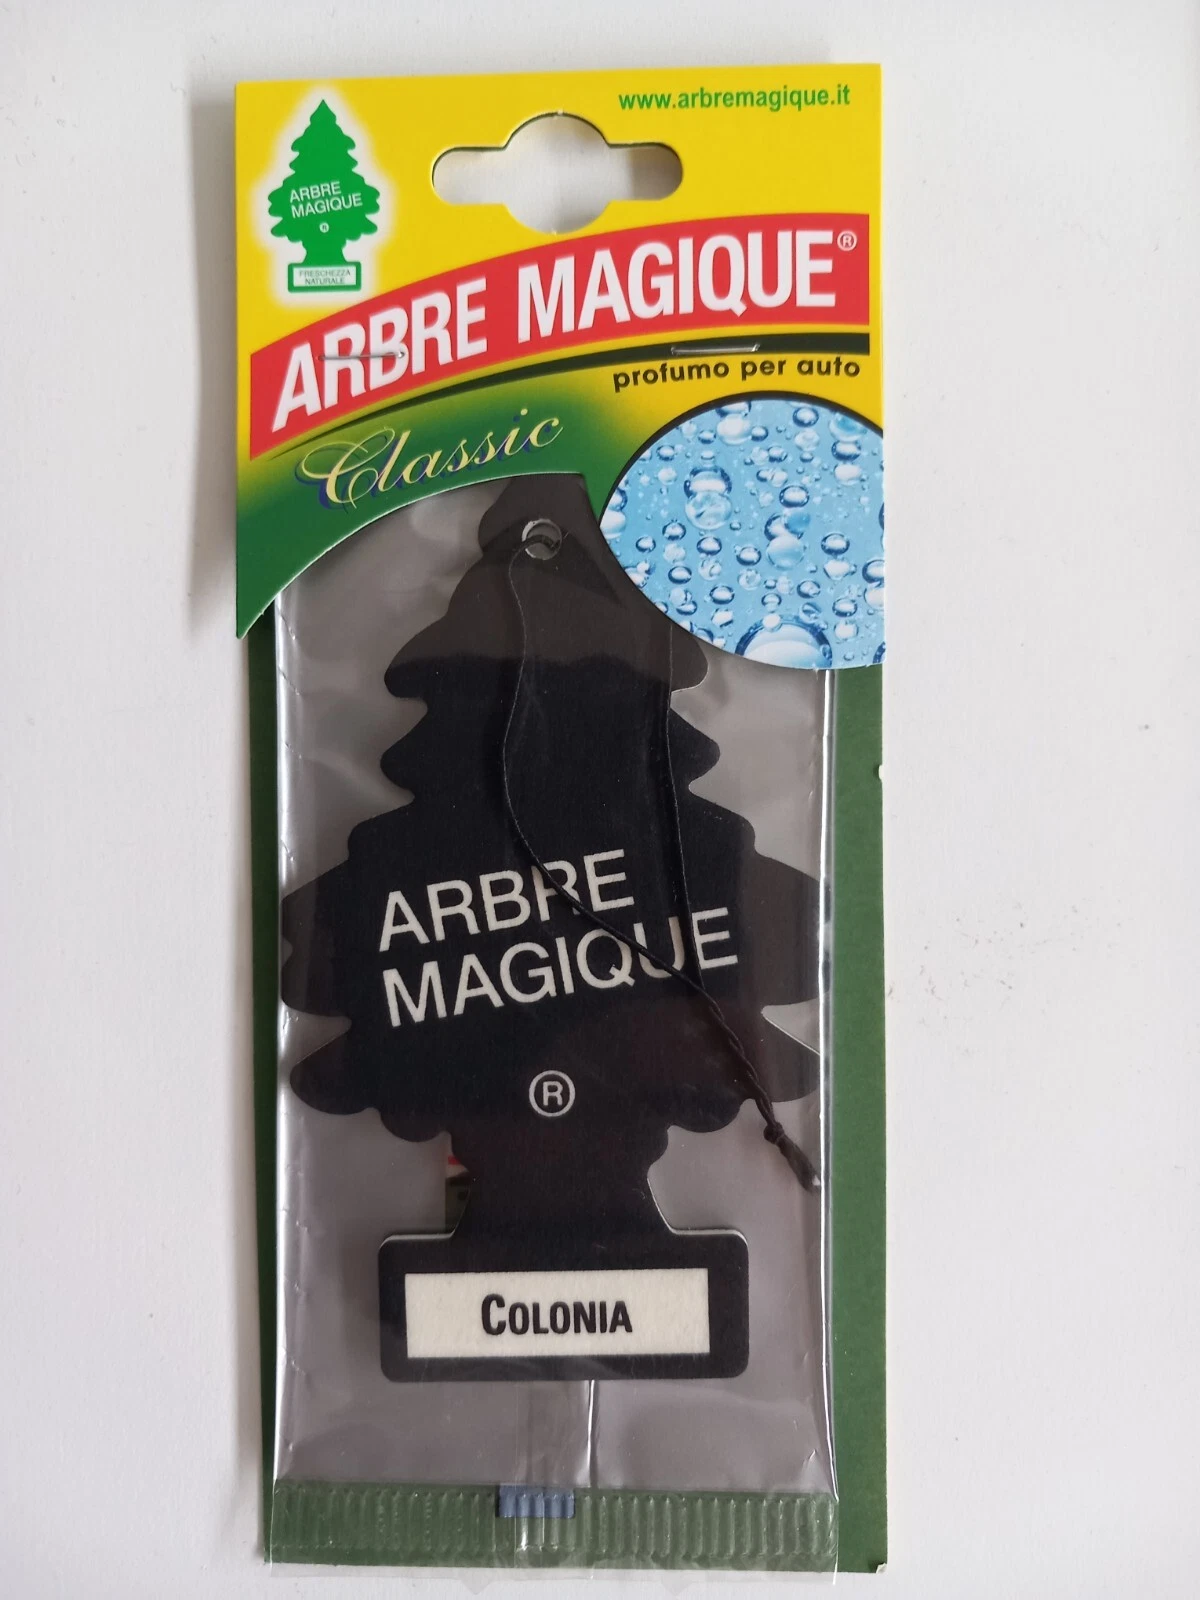 www.arbremagique.it
ARBRE
MAGIQUE
®
FRESCHEZZA
NATURALE
ARBRE MAGIQUE®
profumo per auto
Classic
ARBRE
MAGIQUE
®
COLONIA